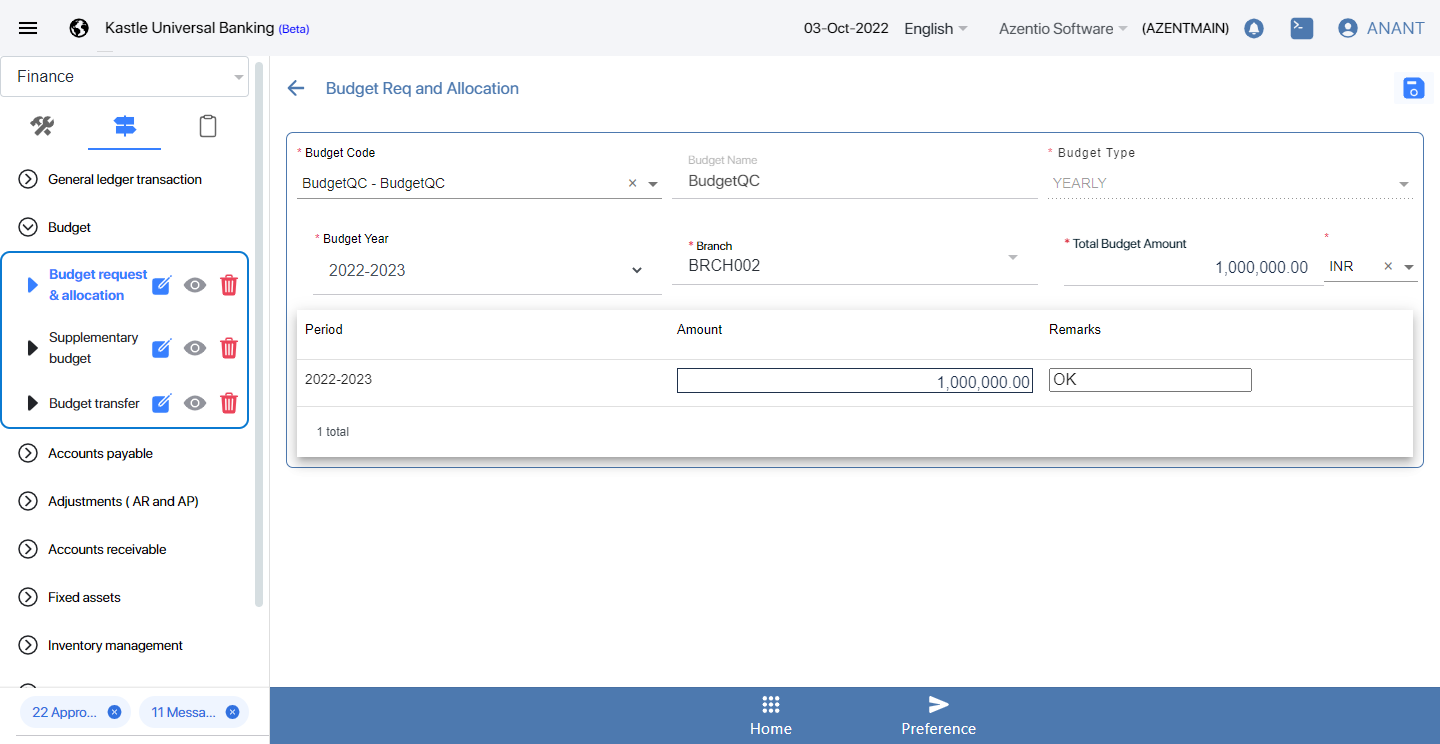 Kastle Universal Banking (Beta)
03-Oct-2022
English
Azentio Software
(AZENTMAIN)
ANANT
Finance
General ledger transaction
Budget
Budget request
& allocation
Supplementary
budget
Budget transfer
Accounts payable
Adjustments ( AR and AP)
Accounts receivable
Fixed assets
Inventory management
22 Appro...
11 Messa...
Budget Req and Allocation
* Budget Code
BudgetQC - BudgetQC
Budget Name
BudgetQC
* Budget Type
YEARLY
* Budget Year
2022-2023
* Branch
BRCH002
* Total Budget Amount
1,000,000.00
*
INR
Period Amount Remarks
2022-2023 1,000,000.00 OK
1 total
Home
Preference